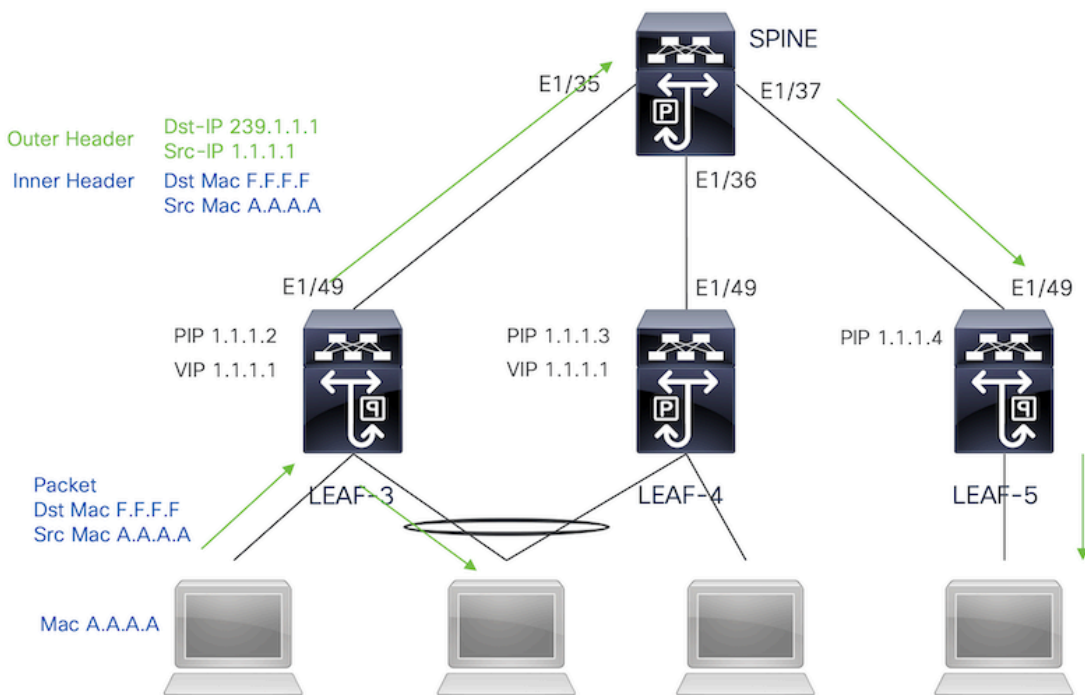 SPINE
E1/35
E1/37
Outer Header
Dst-IP 239.1.1.1
Src-IP 1.1.1.1
Inner Header
Dst Mac F.F.F.F
Src Mac A.A.A.A
P
E1/36
E1/49
E1/49
E1/49
PIP 1.1.1.2
VIP 1.1.1.1
PIP 1.1.1.3
VIP 1.1.1.1
PIP 1.1.1.4
P
P
P
Packet
Dst Mac F.F.F.F
Src Mac A.A.A.A
LEAF-3
LEAF-4
LEAF-5
Mac A.A.A.A